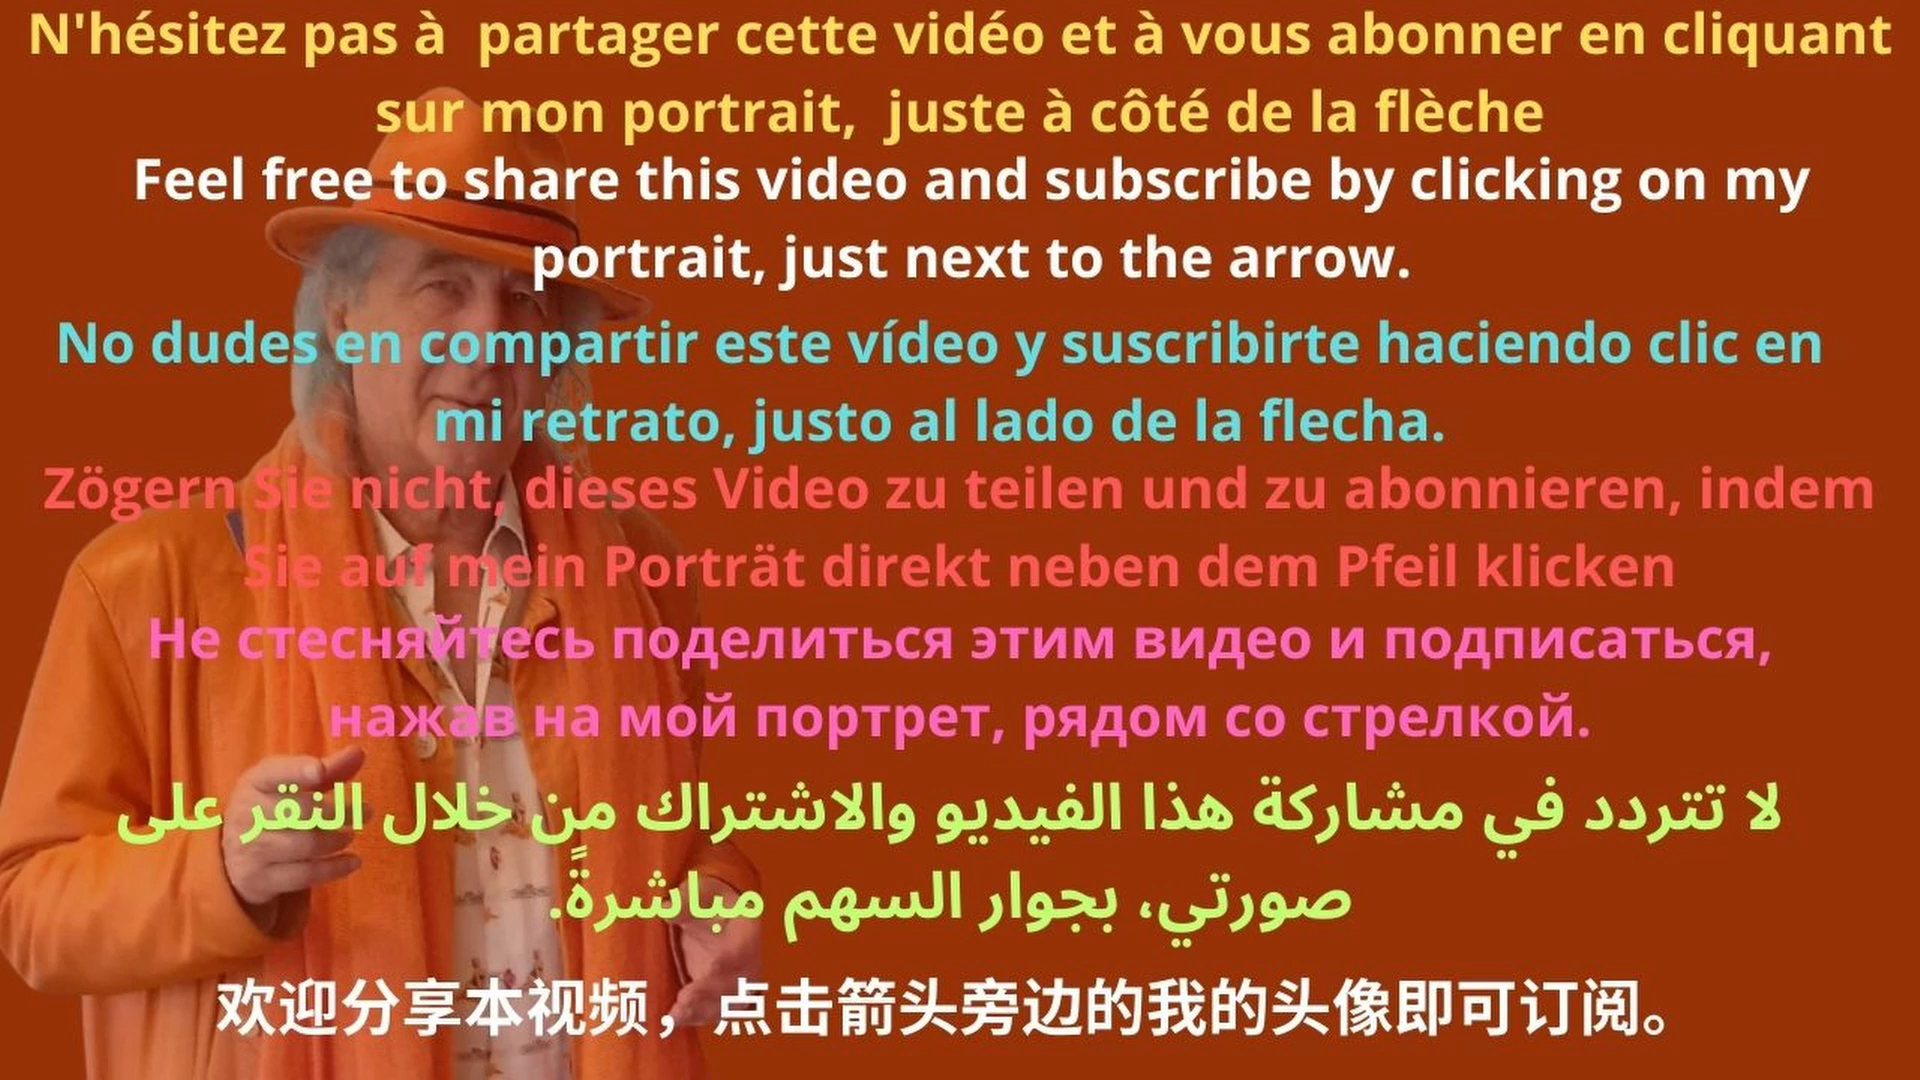 N'hésitez pas à  partager cette vidéo et à vous abonner en cliquant
sur mon portrait,  juste à côté de la flèche
Feel free to share this video and subscribe by clicking on my
portrait, just next to the arrow.
No dudes en compartir este vídeo y suscribirte haciendo clic en
mi retrato, justo al lado de la flecha.
Zögern Sie nicht, dieses Video zu teilen und zu abonnieren, indem
Sie auf mein Porträt direkt neben dem Pfeil klicken
Не стесняйтесь поделиться этим видео и подписаться,
нажав на мой портрет, рядом со стрелкой.
لا تتردد في مشاركة هذا الفيديو والاشتراك من خلال النقر على
صورتي، بجوار السهم مباشرةً.
欢迎分享本视频，点击箭头旁边的我的头像即可订阅。